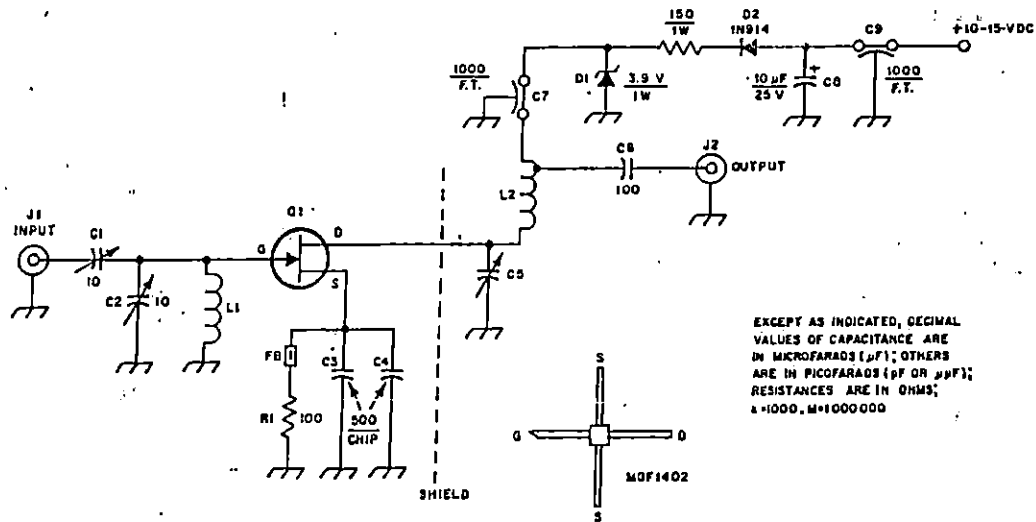 150
1W
D2
1N914
C9
+10-15-VDC
1000
F.T.
C7
D1
3.9 V
1W
10 µF
25 V
+
C8
1000
F.T.
C6
100
J2
OUTPUT
L2
J1
INPUT
C1
10
C2
10
L1
Q1
G
D
S
C5
FB
C3
C4
R1
100
500
CHIP
SHIELD
S
G
D
MGF1402
S
EXCEPT AS INDICATED, DECIMAL
VALUES OF CAPACITANCE ARE
IN MICROFARADS (µF); OTHERS
ARE IN PICOFARADS (pF OR µµF);
RESISTANCES ARE IN OHMS;
k=1000, M=1000000